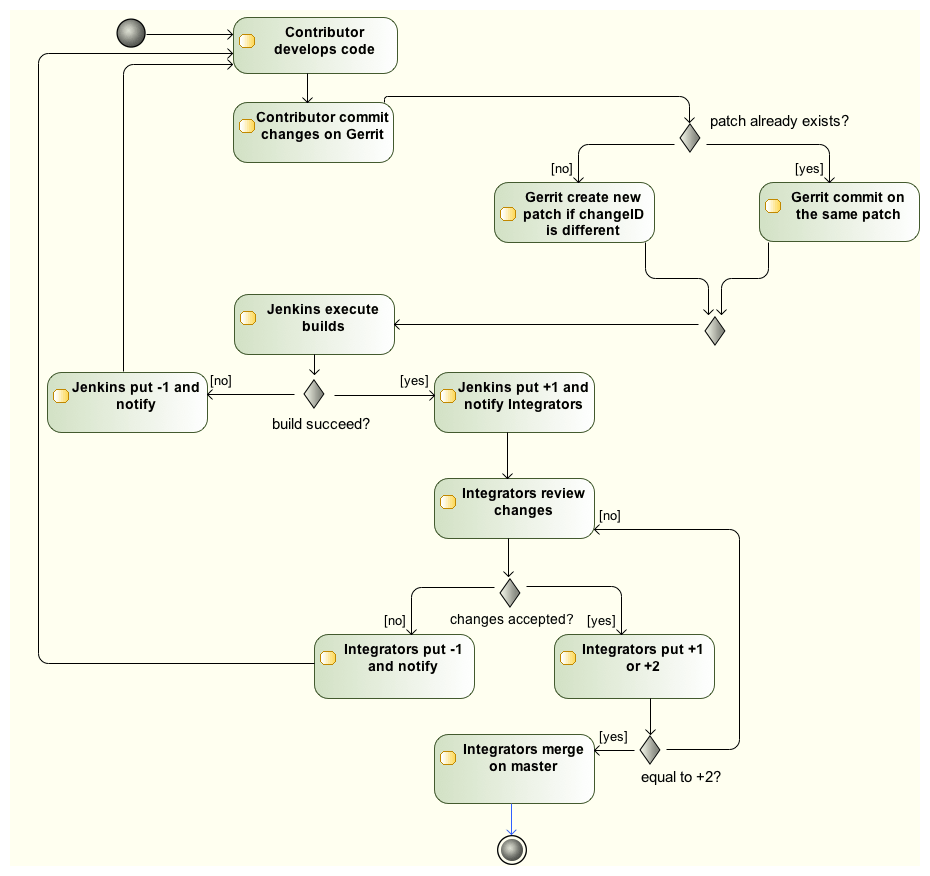 Contributor
develops code
Contributor commit
changes on Gerrit
patch already exists?
[no]
[yes]
Gerrit create new
patch if changeID
is different
Gerrit commit on
the same patch
Jenkins execute
builds
Jenkins put -1 and
notify
[no]
[yes]
Jenkins put +1 and
notify Integrators
build succeed?
Integrators review
changes
[no]
changes accepted?
[no]
[yes]
Integrators put -1
and notify
Integrators put +1
or +2
[yes]
Integrators merge
on master
equal to +2?